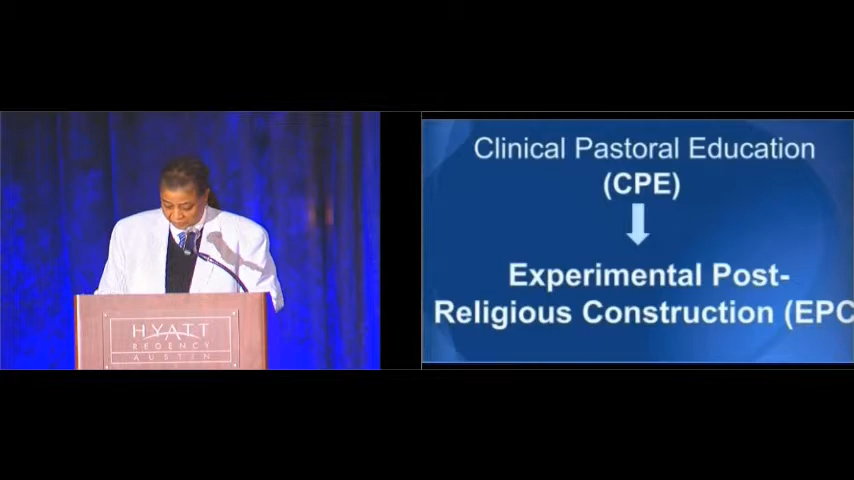 HYATT
REGENCY
AUSTIN
Clinical Pastoral Education
(CPE)
Experimental Post-
Religious Construction (EPC